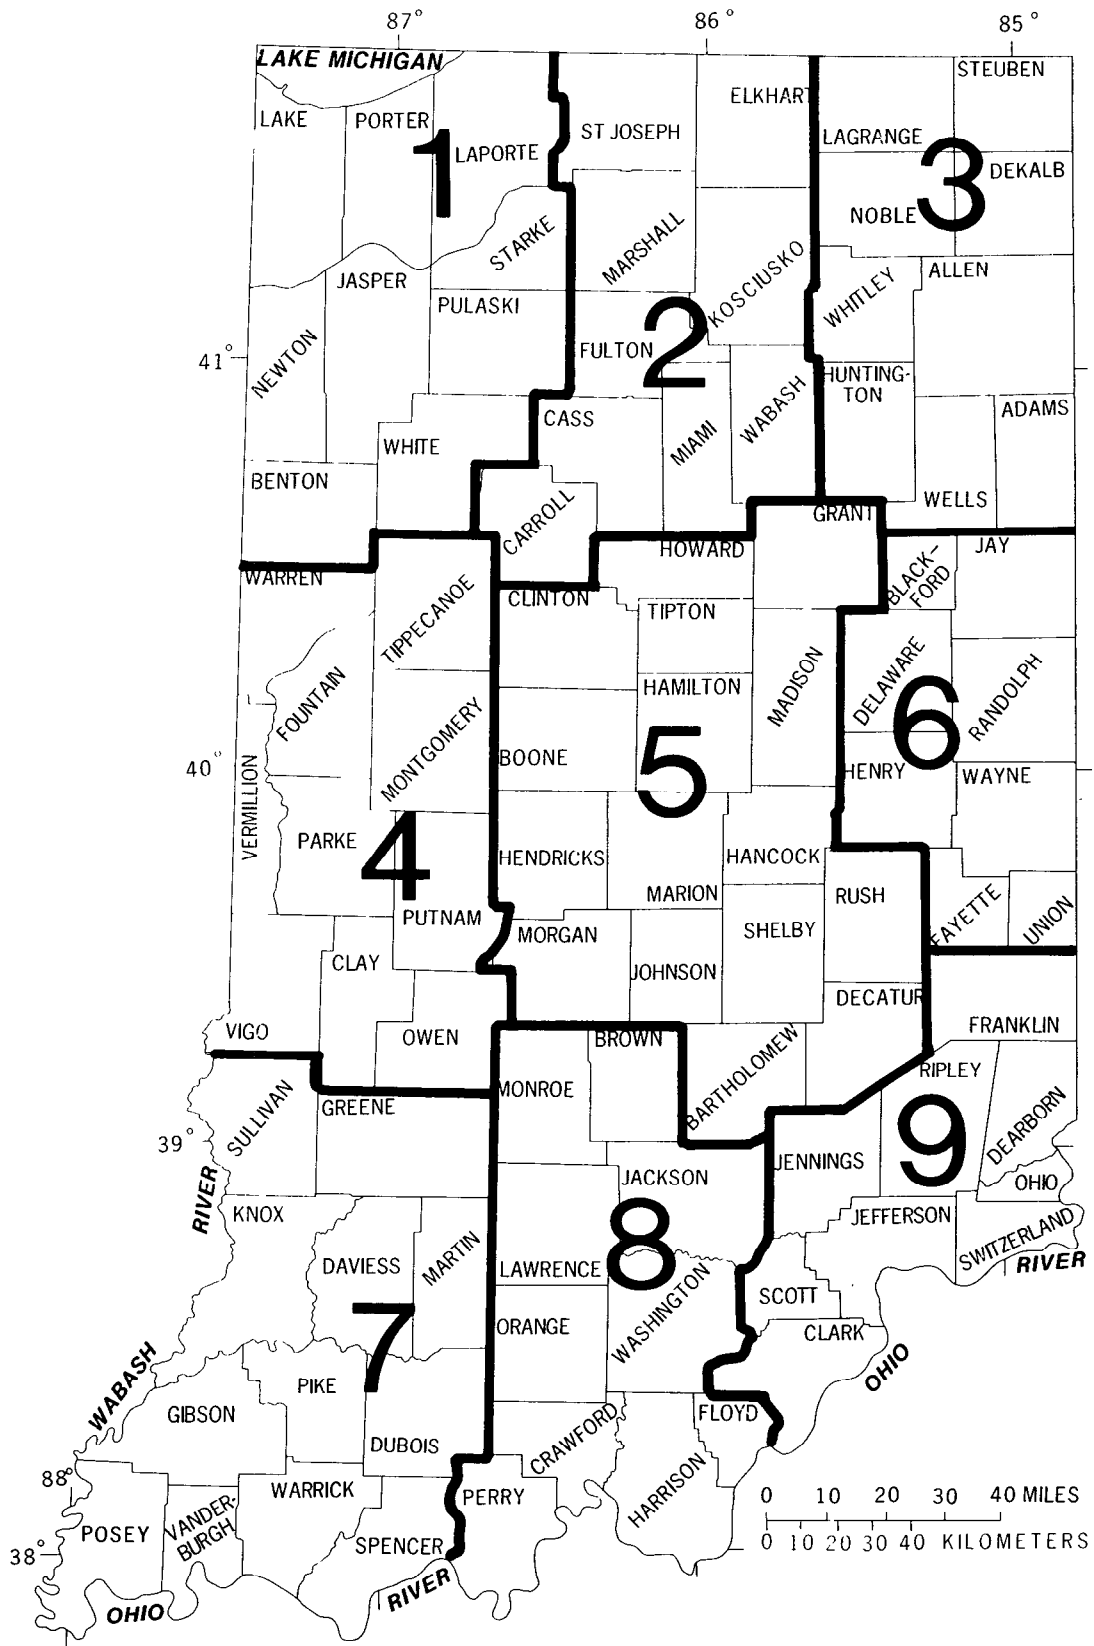 87°
86°
85°
LAKE MICHIGAN
STEUBEN
ELKHART
LAKE
PORTER
ST JOSEPH
LAGRANGE
1
LAPORTE
3
DEKALB
NOBLE
STARKE
MARSHALL
KOSCIUSKO
JASPER
ALLEN
WHITLEY
PULASKI
2
41°
NEWTON
FULTON
HUNTING-
TON
CASS
MIAMI
WABASH
ADAMS
WHITE
BENTON
CARROLL
WELLS
GRANT
HOWARD
JAY
WARREN
BLACK-
FORD
CLINTON
TIPTON
TIPPECANOE
HAMILTON
MADISON
DELAWARE
RANDOLPH
FOUNTAIN
MONTGOMERY
6
5
40°
BOONE
HENRY
WAYNE
VERMILLION
PARKE
4
HENDRICKS
HANCOCK
MARION
RUSH
PUTNAM
FAYETTE
UNION
MORGAN
SHELBY
CLAY
JOHNSON
DECATUR
VIGO
OWEN
BROWN
BARTHOLOMEW
FRANKLIN
RIPLEY
MONROE
SULLIVAN
GREENE
9
DEARBORN
39°
JENNINGS
JACKSON
OHIO
RIVER
KNOX
JEFFERSON
SWITZERLAND
RIVER
DAVIESS
MARTIN
LAWRENCE
8
WASHINGTON
SCOTT
7
ORANGE
CLARK
OHIO
WABASH
PIKE
GIBSON
FLOYD
DUBOIS
CRAWFORD
HARRISON
88°
WARRICK
PERRY
0 10 20 30 40 MILES
POSEY
VANDER-
BURGH
SPENCER
0 10 20 30 40 KILOMETERS
38°
RIVER
OHIO